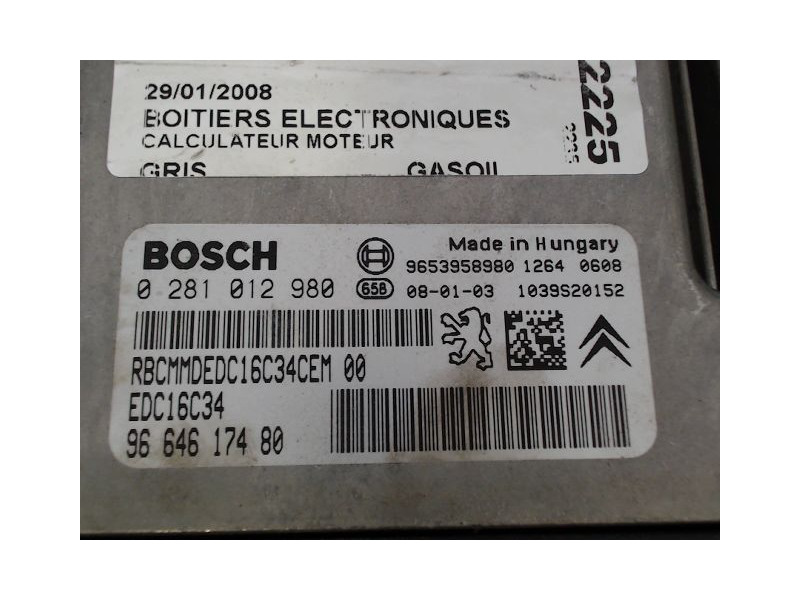 29/01/2008
BOITIERS ELECTRONIQUES
CALCULATEUR MOTEUR
GRIS GASOIL
2225
BOSCH
Made in Hungary
9653958980 1264 0608
0 281 012 980 658 08-01-03 1039S20152
RBCMMDEDC16C34CEM 00
EDC16C34
96 646 174 80